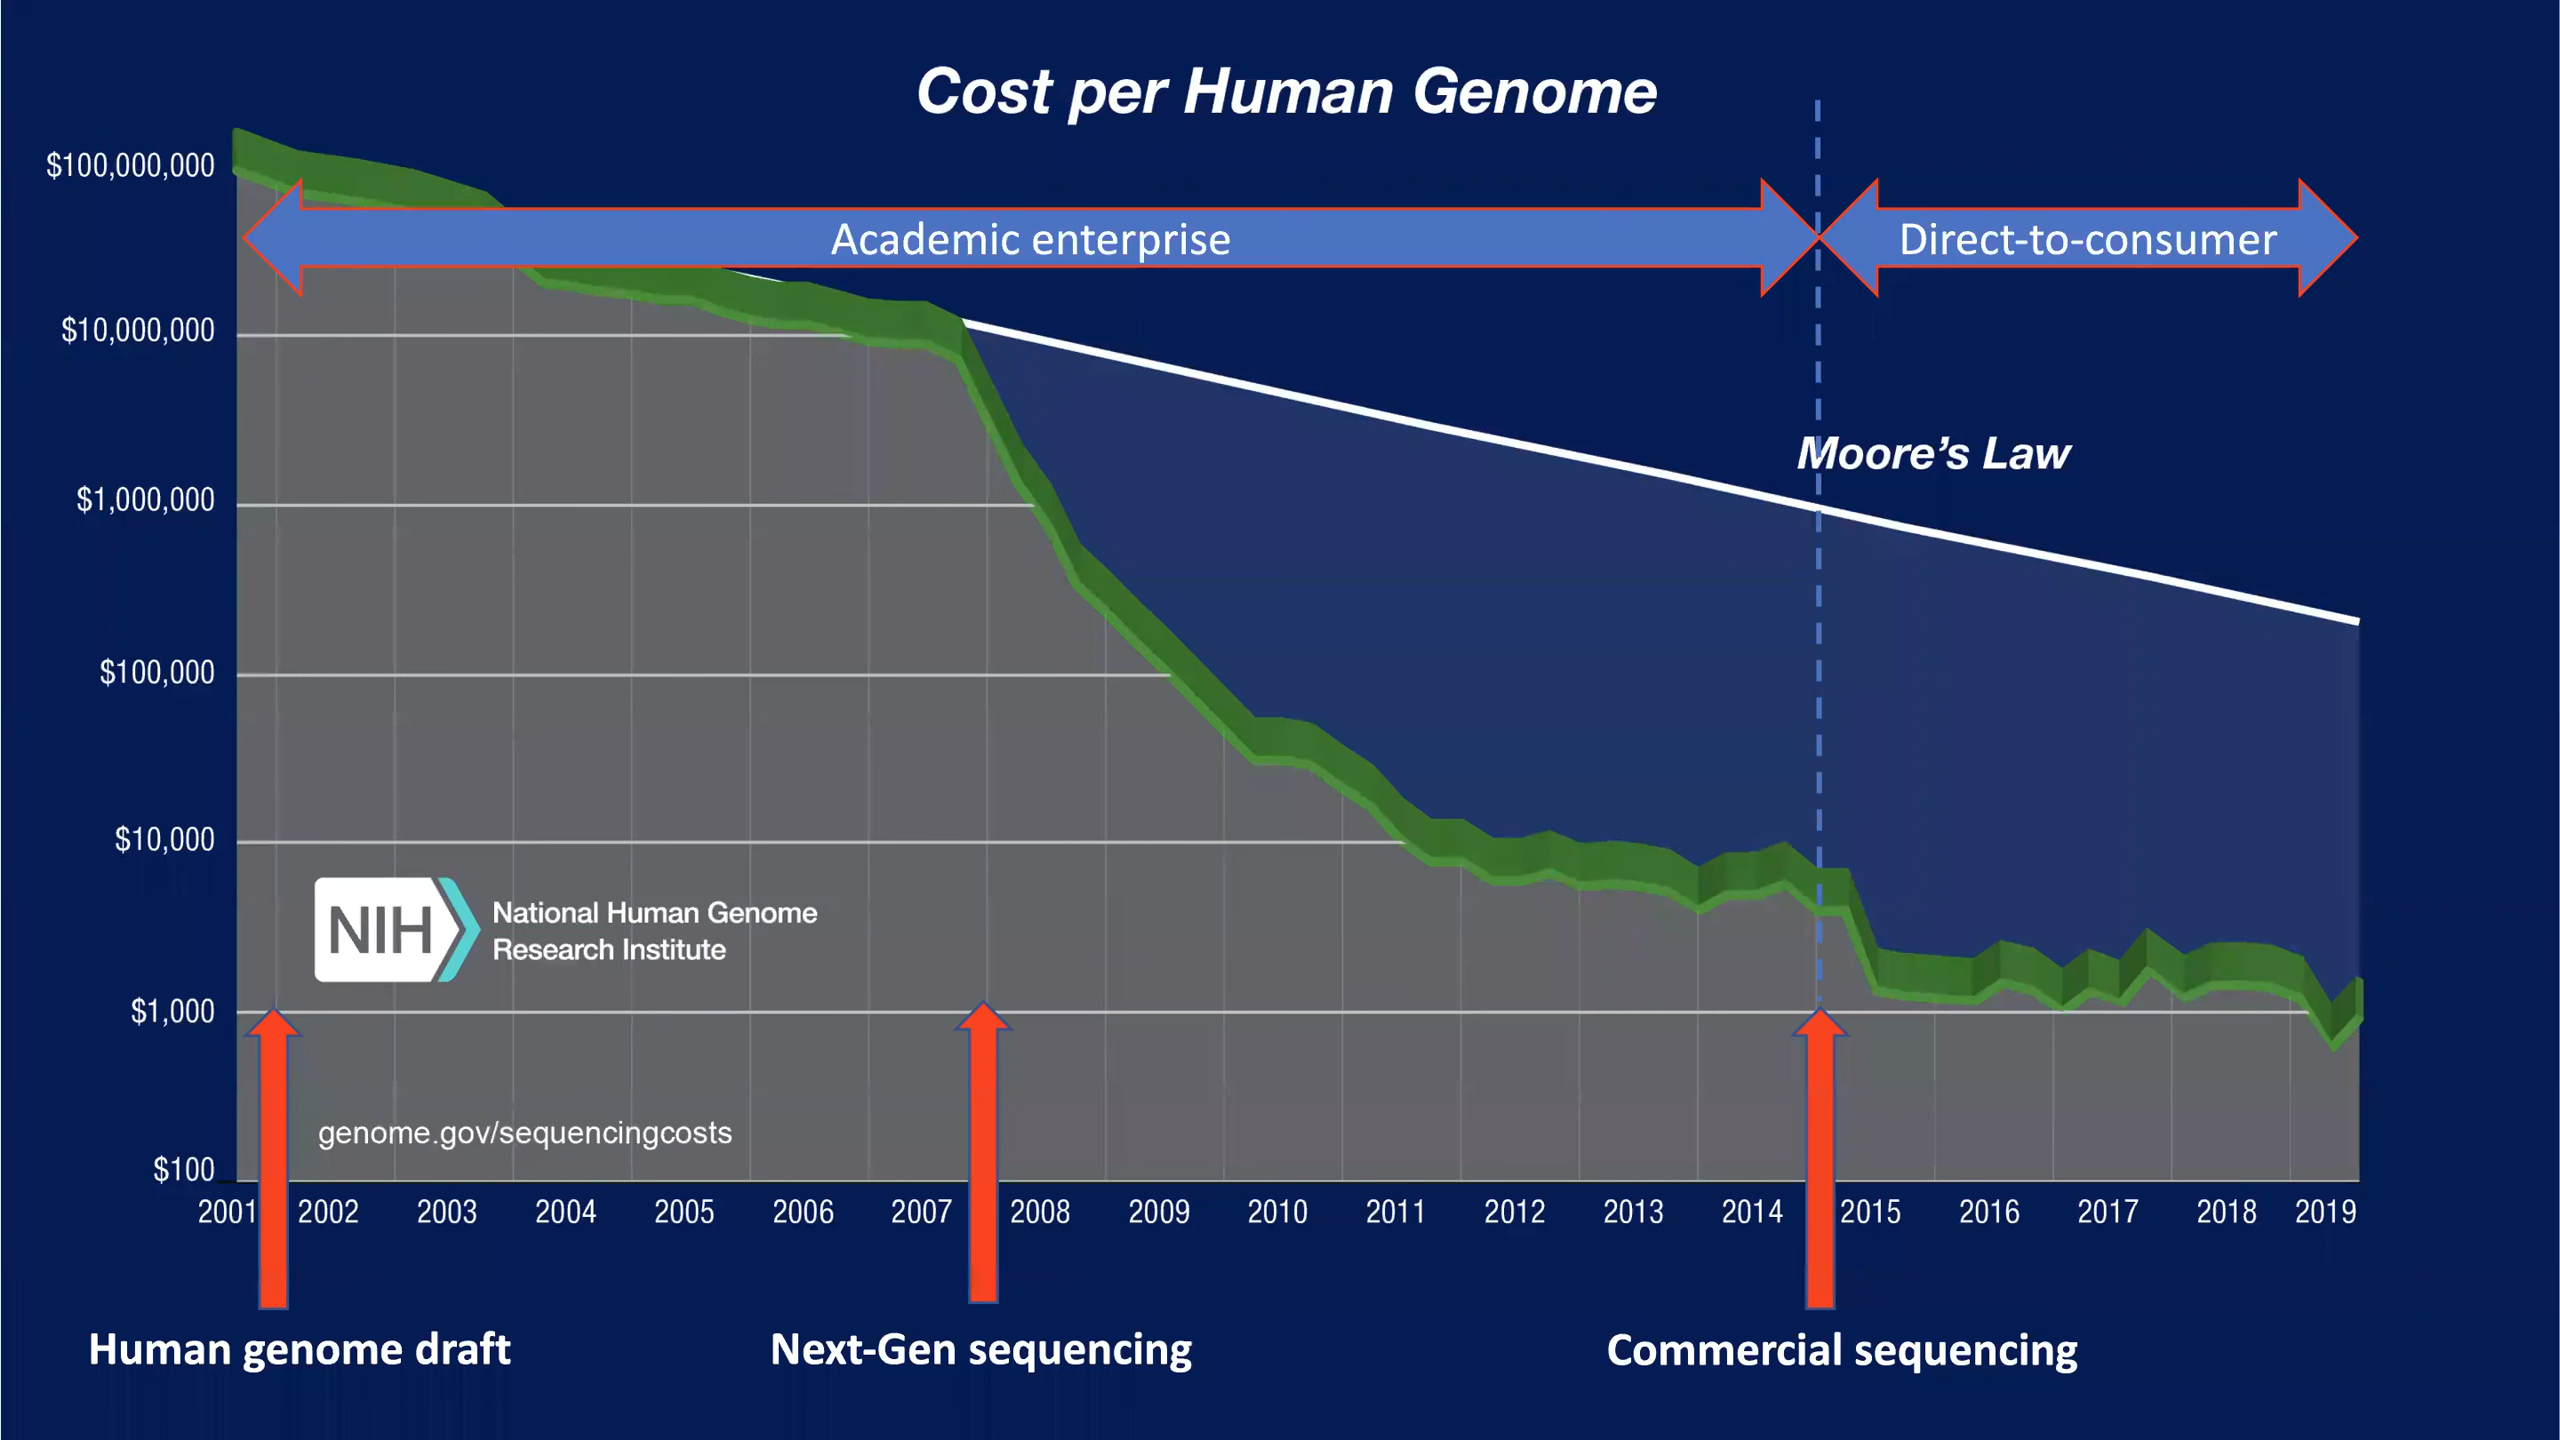 Cost per Human Genome
$100,000,000
$10,000,000
$1,000,000
$100,000
$10,000
$1,000
$100
Academic enterprise
Direct-to-consumer
Moore's Law
NIH
National Human Genome
Research Institute
genome.gov/sequencingcosts
2001 2002 2003 2004 2005 2006 2007 2008 2009 2010 2011 2012 2013 2014 2015 2016 2017 2018 2019
Human genome draft
Next-Gen sequencing
Commercial sequencing